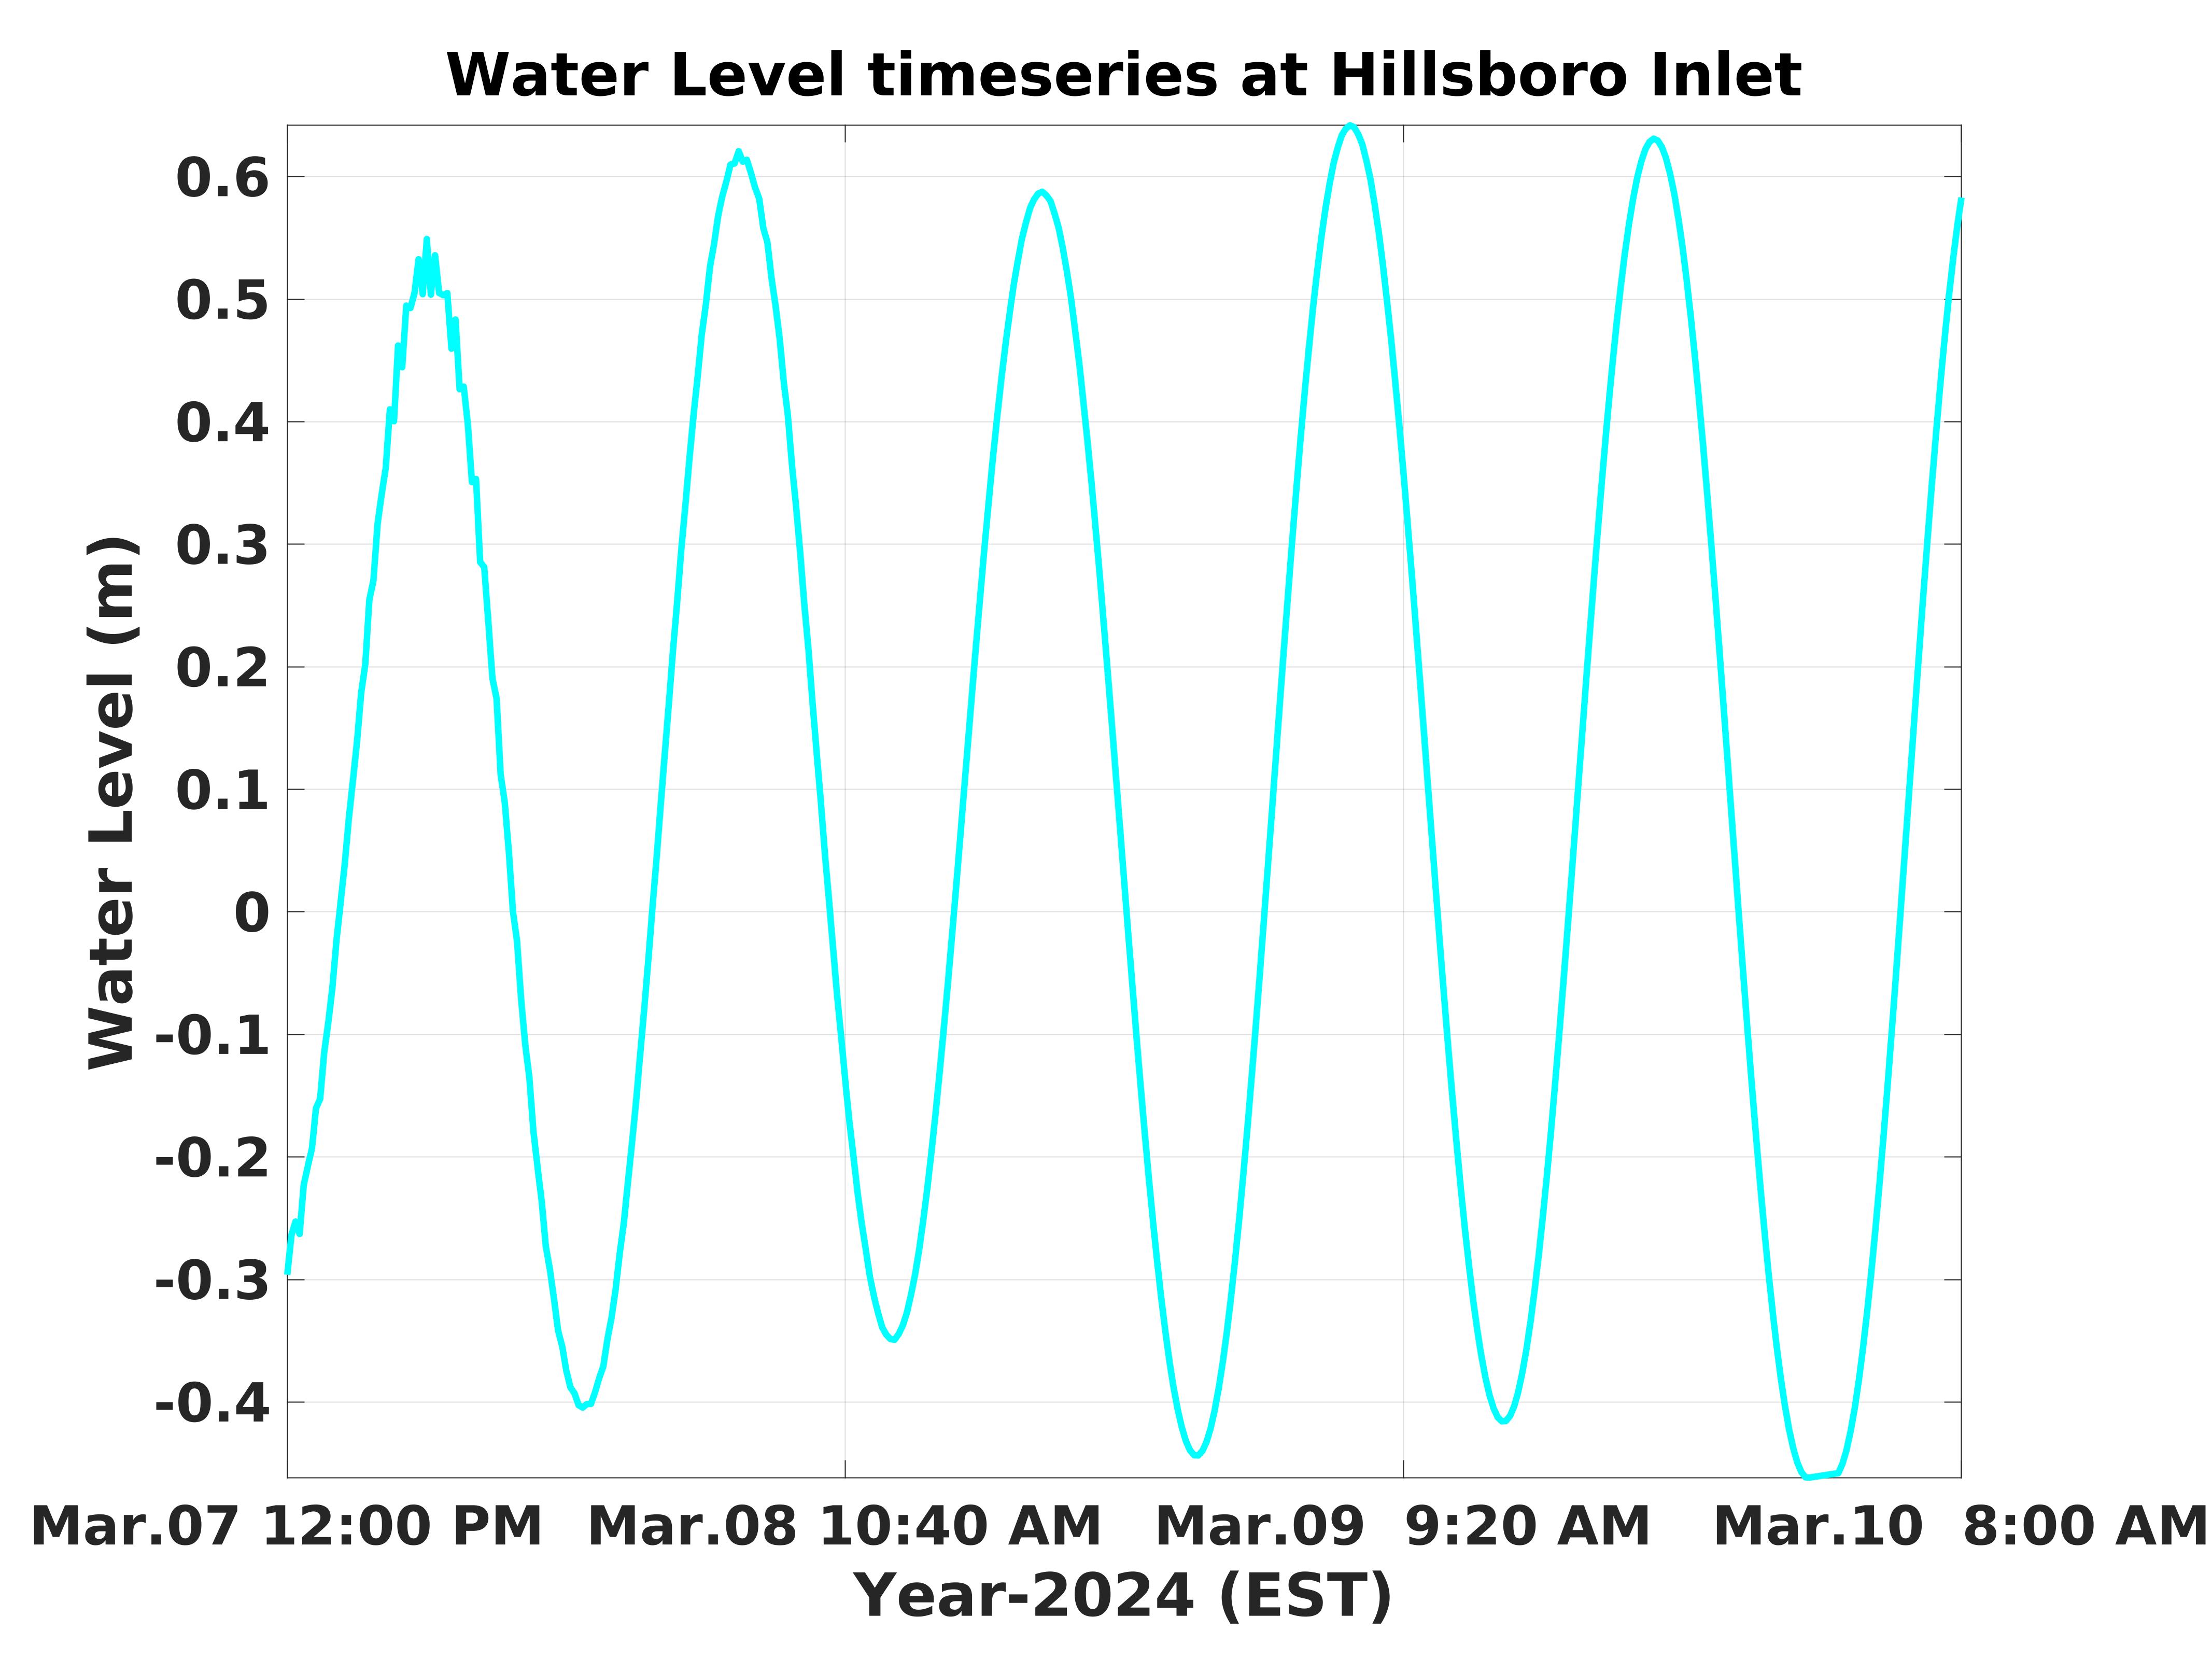 Water Level timeseries at Hillsboro Inlet
Water Level (m)
0.6
0.5
0.4
0.3
0.2
0.1
0
-0.1
-0.2
-0.3
-0.4
Mar.07 12:00 PM Mar.08 10:40 AM Mar.09 9:20 AM Mar.10 8:00 AM
Year-2024 (EST)